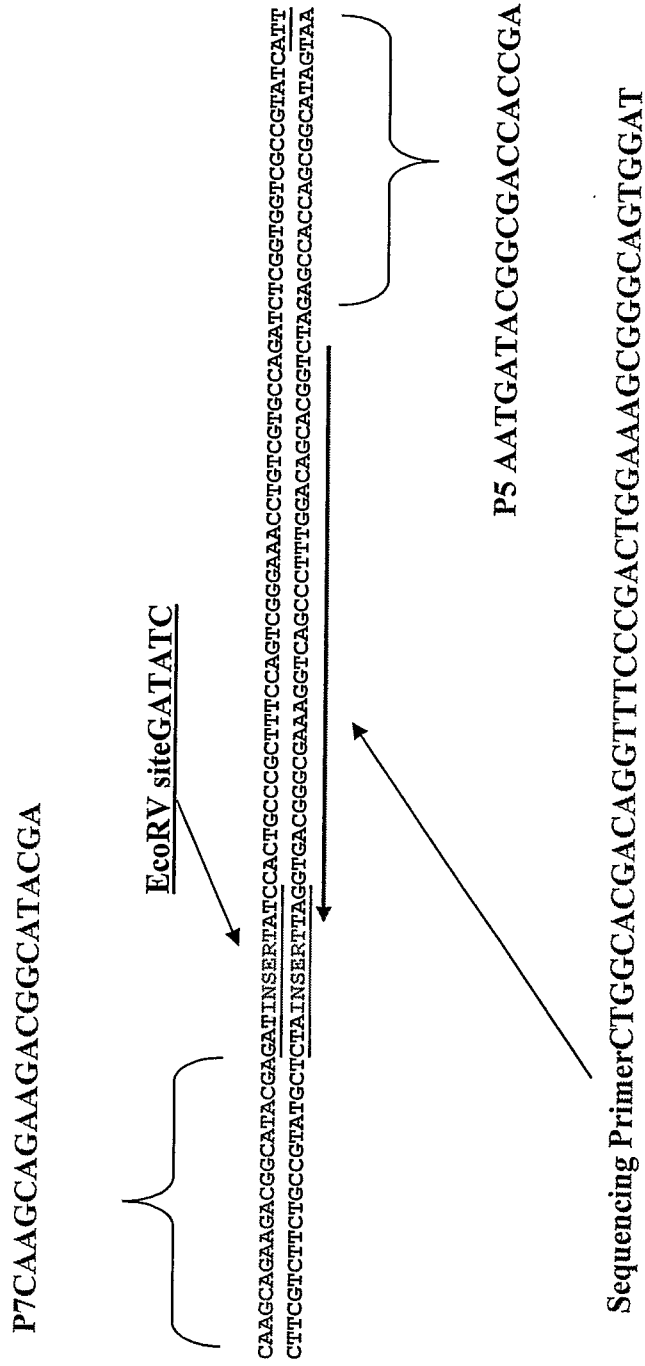 P7CAAGCAGAAGACGGCATACGA
EcoRV siteGATATC
CAAGCAGAAGACGGCATACGAGATINSERTATCCACTGCCCGCTTTCCAGTCGGGAAACCTGTCGTGCCAGATCTCGGTGGTCGCCGTATCATT
CTTCGTCTTCTGCCGTATGCTCTAINSERTTAGGTGACGGGCGAAAGGTCAGCCCTTTGGACAGCACGGTCTAGAGCCACCAGCGGCATAGTAA
P5 AATGATACGGCGACCACCGA
Sequencing PrimerCTGGCACGACAGGTTTCCCGACTGGAAAGCGGGCAGTGGAT